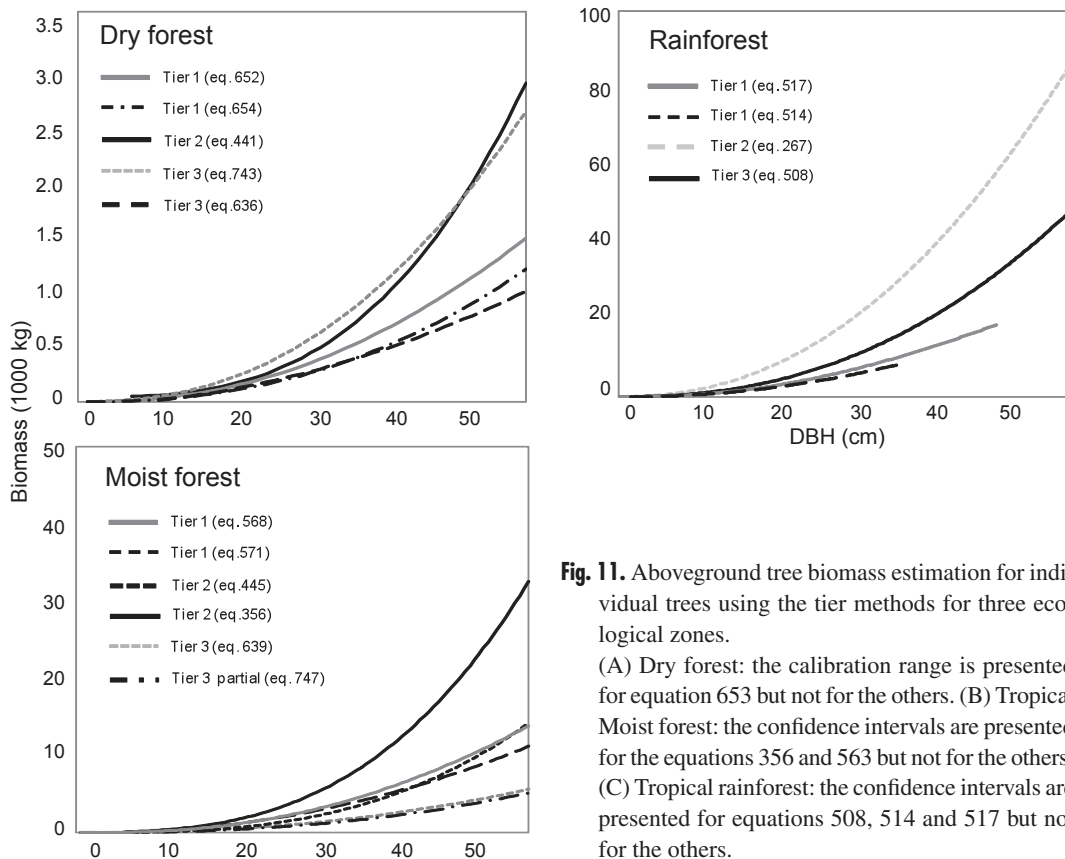 3.5
3.0
2.5
2.0
1.5
1.0
0.5
0
Dry forest
Tier 1 (eq.652)
Tier 1 (eq.654)
Tier 2 (eq.441)
Tier 3 (eq.743)
Tier 3 (eq.636)
0 10 20 30 40 50
100
80
60
40
20
0
Rainforest
Tier 1 (eq.517)
Tier 1 (eq.514)
Tier 2 (eq.267)
Tier 3 (eq.508)
0 10 20 30 40 50
DBH (cm)
Biomass (1000 kg)
50
40
30
20
10
0
Moist forest
Tier 1 (eq.568)
Tier 1 (eq.571)
Tier 2 (eq.445)
Tier 2 (eq.356)
Tier 3 (eq.639)
Tier 3 partial (eq.747)
0 10 20 30 40 50
Fig. 11. Aboveground tree biomass estimation for indi
vidual trees using the tier methods for three eco
logical zones.
(A) Dry forest: the calibration range is presented
for equation 653 but not for the others. (B) Tropica
Moist forest: the confidence intervals are presented
for the equations 356 and 563 but not for the others
(C) Tropical rainforest: the confidence intervals are
presented for equations 508, 514 and 517 but no
for the others.